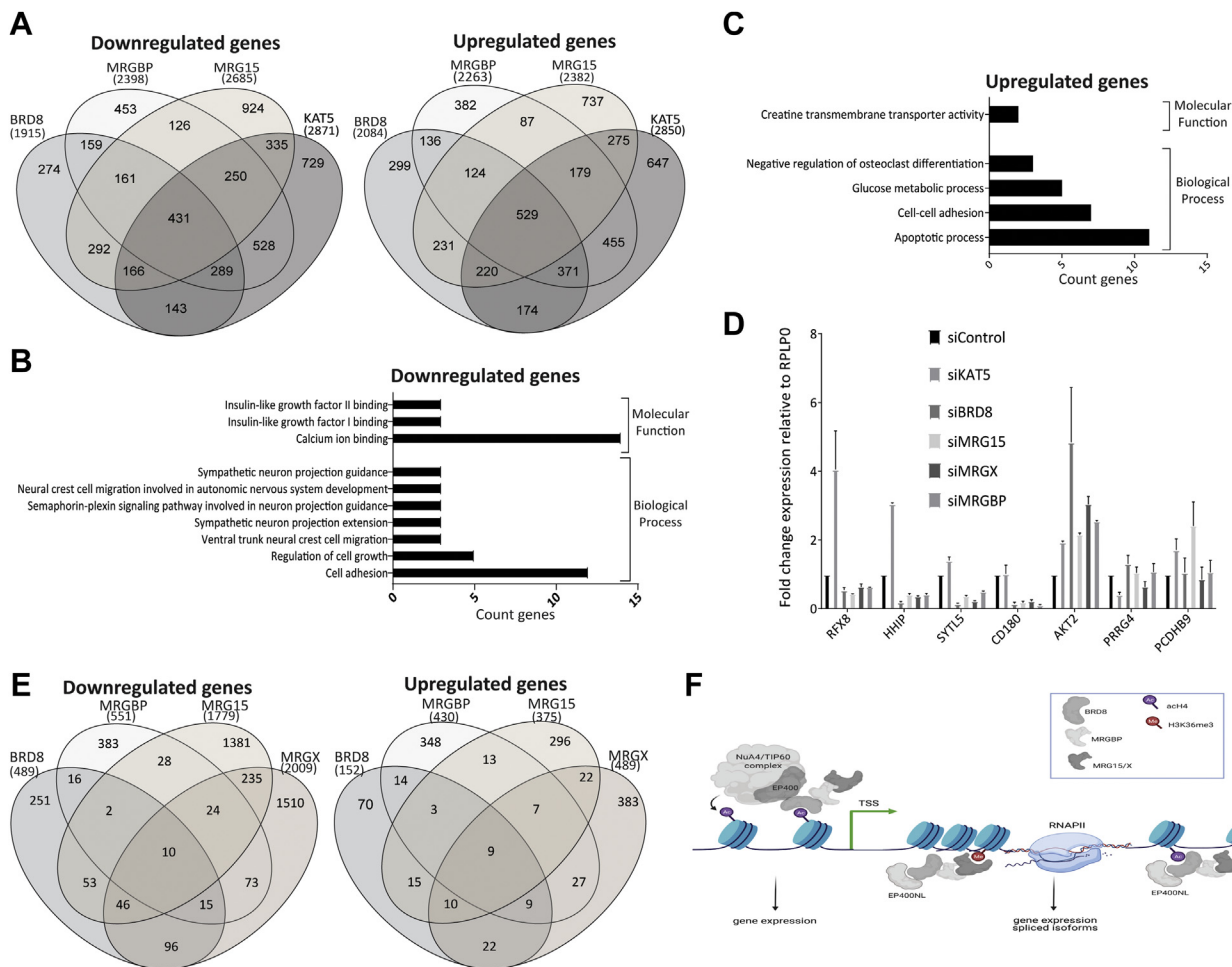 A
Downregulated genes
MRGBP
(2398)
MRG15
(2685)
BRD8
(1915)
KAT5
(2871)
453
924
126
159
335
274
729
161
250
431
292
528
166
289
143
Upregulated genes
MRGBP
(2263)
MRG15
(2382)
BRD8
(2084)
KAT5
(2850)
382
737
87
136
275
299
647
124
179
529
231
455
220
371
174
B
Downregulated genes
Insulin-like growth factor II binding
Insulin-like growth factor I binding
Calcium ion binding
Molecular
Function
Sympathetic neuron projection guidance
Neural crest cell migration involved in autonomic nervous system development
Semaphorin-plexin signaling pathway involved in neuron projection guidance
Sympathetic neuron projection extension
Ventral trunk neural crest cell migration
Regulation of cell growth
Cell adhesion
Biological
Process
0
5
10
15
Count genes
C
Upregulated genes
Creatine transmembrane transporter activity
Molecular
Function
Negative regulation of osteoclast differentiation
Glucose metabolic process
Cell-cell adhesion
Apoptotic process
Biological
Process
0
5
10
15
Count genes
D
Fold change expression relative to RPLP0
8
6
4
2
0
siControl
siKAT5
siBRD8
siMRG15
siMRGX
siMRGBP
RFX8
HHIP
SYTL5
CD180
AKT2
PRRG4
PCDHB9
E
Downregulated genes
MRGBP
(551)
MRG15
(1779)
BRD8
(489)
MRGX
(2009)
383
1381
28
16
235
251
1510
2
24
10
53
73
46
15
96
Upregulated genes
MRGBP
(430)
MRG15
(375)
BRD8
(152)
MRGX
(489)
348
296
13
14
22
70
383
3
7
9
15
27
10
9
22
F
BRD8
MRGBP
MRG15/X
Ac
acH4
Me
H3K36me3
NuA4/TIP60
complex
EP400
Ac
Ac
TSS
RNAPII
Me
Ac
EP400NL
EP400NL
gene expression
gene expression
spliced isoforms